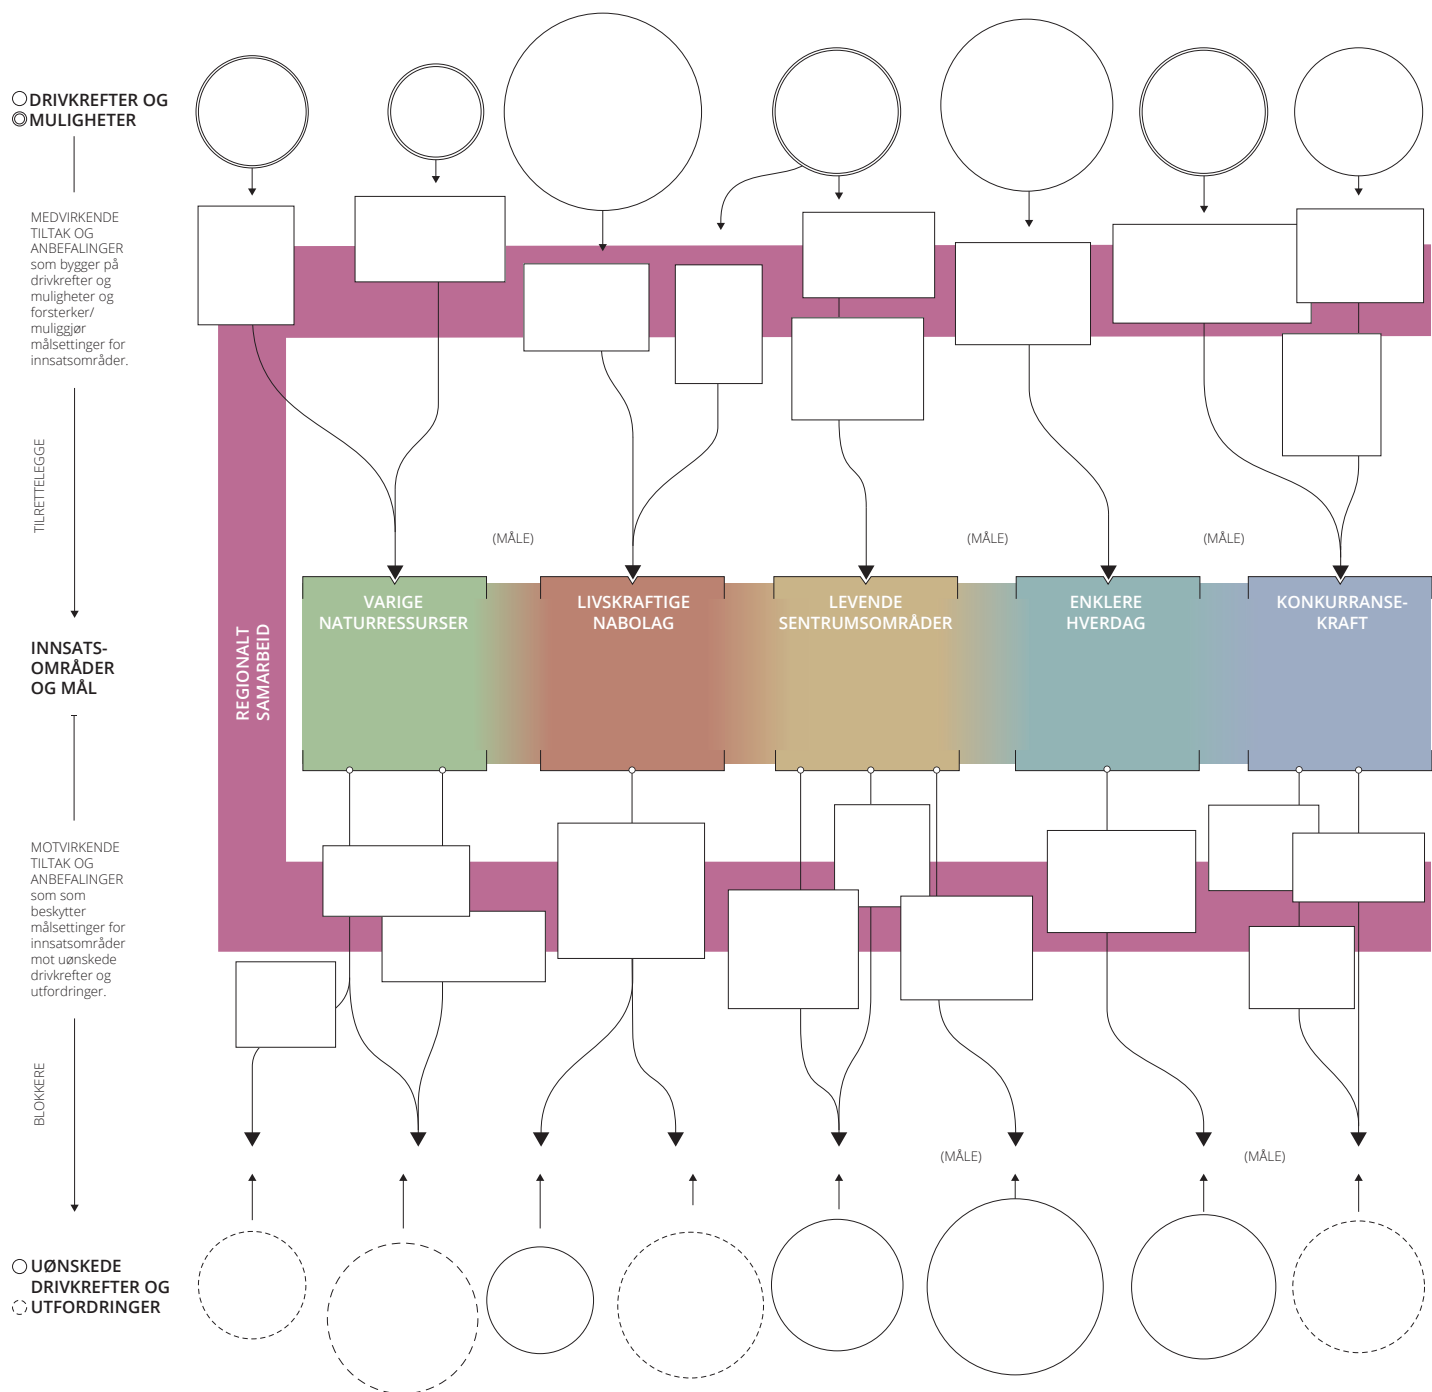 DRIVKREFTER OG
MULIGHETER
MEDVIRKENDE
TILTAK OG
ANBEFALINGER
som bygger på
drivkrefter og
muligheter og
forsterker/
muliggjør
målsettinger for
innsatsområder.
TILRETTELEGGE
(MÅLE)
(MÅLE)
(MÅLE)
INNSATS-
OMRÅDER
OG MÅL
REGIONALT
SAMARBEID
VARIGE
NATURRESSURSER
LIVSKRAFTIGE
NABOLAG
LEVENDE
SENTRUMSOMRÅDER
ENKLERE
HVERDAG
KONKURRANSE-
KRAFT
MOTVIRKENDE
TILTAK OG
ANBEFALINGER
som som
beskytter
målsettinger for
innsatsområder
mot uønskede
drivkrefter og
utfordringer.
BLOKKERE
(MÅLE)
(MÅLE)
UØNSKEDE
DRIVKREFTER OG
UTFORDRINGER